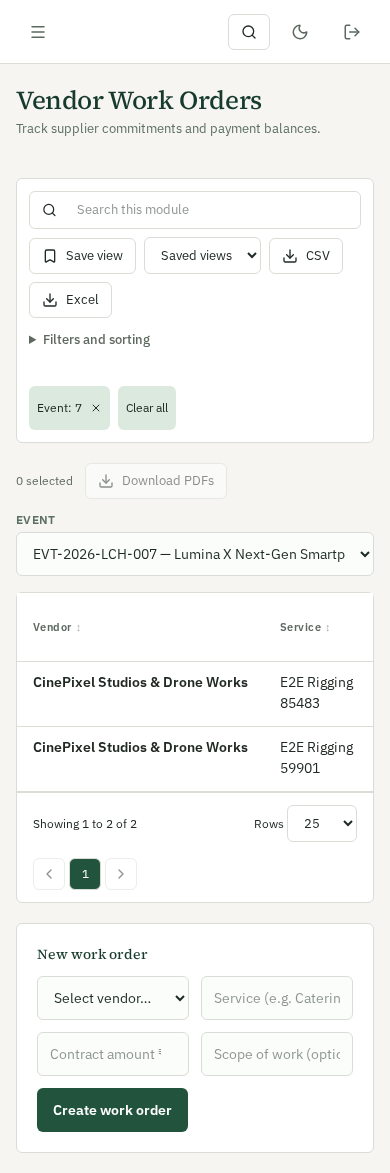 Vendor Work Orders
Track supplier commitments and payment balances.
Search this module
Save view
Saved views
CSV
Excel
Filters and sorting
Event: 7
Clear all
0 selected
Download PDFs
EVENT
EVT-2026-LCH-007 — Lumina X Next-Gen Smartp
Vendor ↕ Service ↕
CinePixel Studios & Drone Works E2E Rigging
85483
CinePixel Studios & Drone Works E2E Rigging
59901
Showing 1 to 2 of 2 Rows 25
1
New work order
Select vendor... Service (e.g. Caterin
Contract amount Scope of work (optic
Create work order